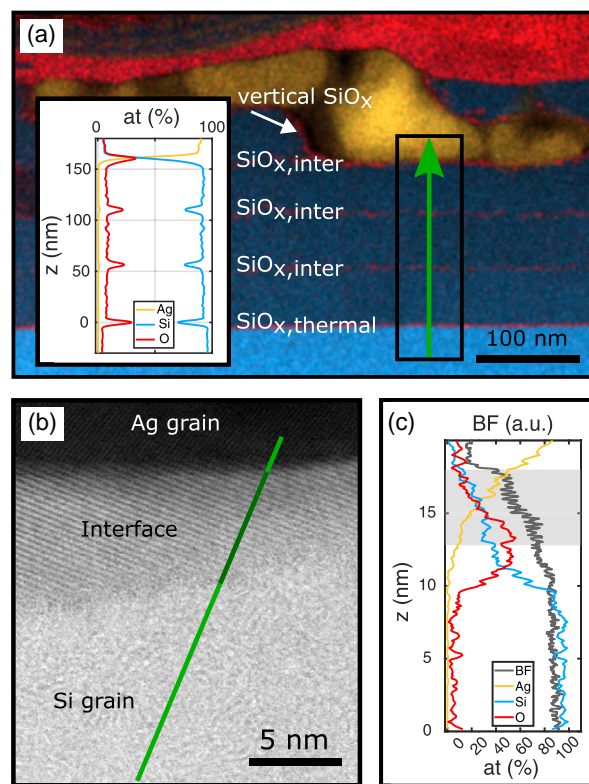 (a)
vertical SiOx
at (%)
0
100
150
100
50
0
z (nm)
Ag
Si
O
SiOx,inter
SiOx,inter
SiOx,inter
SiOx,thermal
100 nm
(b)
Ag grain
Interface
Si grain
5 nm
(c)
BF (a.u.)
15
10
5
0
z (nm)
BF
Ag
Si
O
0
20
40
60
80
100
at (%)